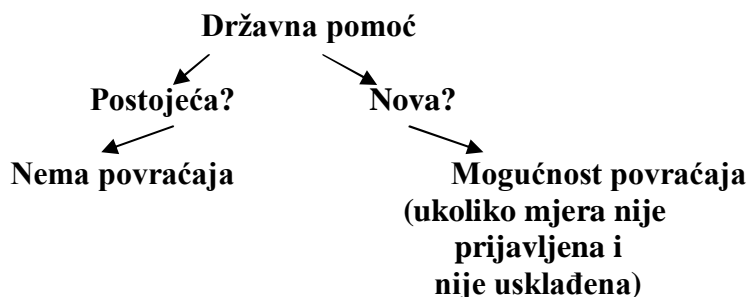 Državna pomoć
Postojeća? Nova?
Nema povraćaja Mogućnost povraćaja
(ukoliko mjera nije
prijavljena i
nije usklađena)